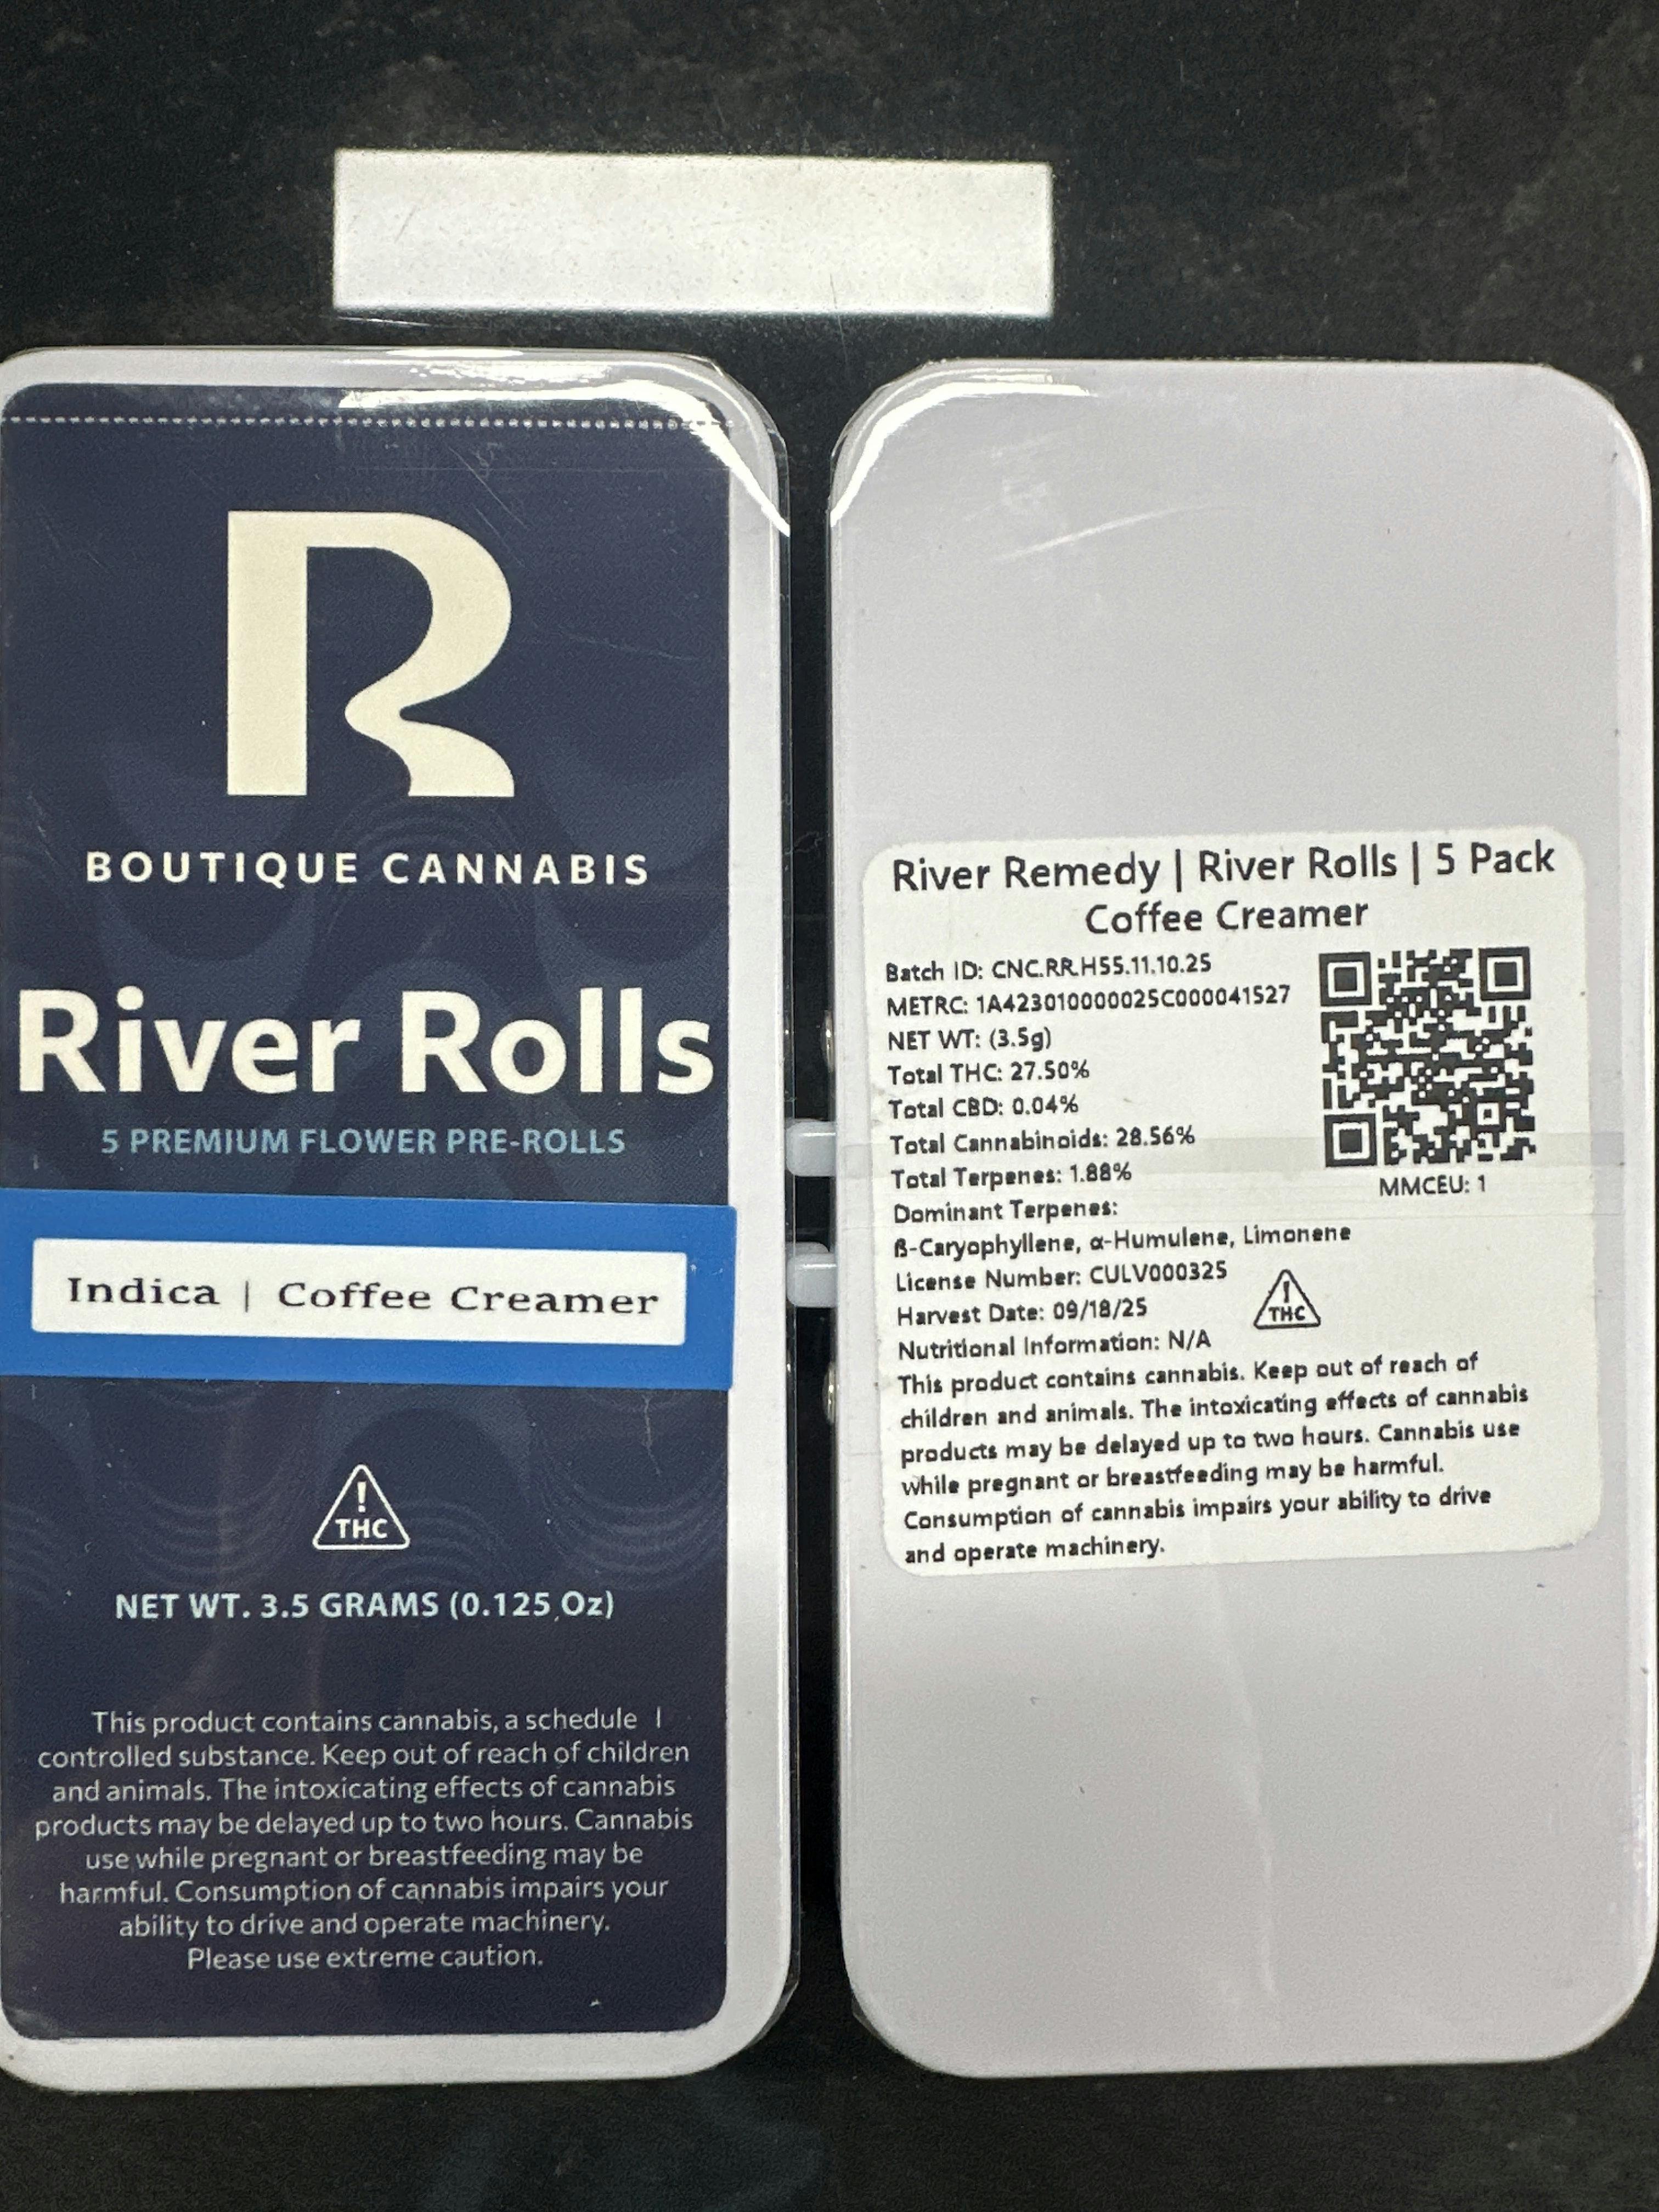 R
BOUTIQUE CANNABIS
River Rolls
5 PREMIUM FLOWER PRE-ROLLS
Indica | Coffee Creamer
!
THC
NET WT. 3.5 GRAMS (0.125 Oz)
This product contains cannabis, a schedule I
controlled substance. Keep out of reach of children
and animals. The intoxicating effects of cannabis
products may be delayed up to two hours. Cannabis
use while pregnant or breastfeeding may be
harmful. Consumption of cannabis impairs your
ability to drive and operate machinery.
Please use extreme caution.
River Remedy | River Rolls | 5 Pack
Coffee Creamer
Batch ID: CNC.RR.H55.11.10.25
METRC: 1A423010000025C000041527
NET WT: (3.5g)
Total THC: 27.50%
Total CBD: 0.04%
Total Cannabinoids: 28.56%
Total Terpenes: 1.88%
MMCEU: 1
Dominant Terpenes:
ß-Caryophyllene, α-Humulene, Limonene
License Number: CULV000325
Harvest Date: 09/18/25
!
THC
Nutritional Information: N/A
This product contains cannabis. Keep out of reach of
children and animals. The intoxicating effects of cannabis
products may be delayed up to two hours. Cannabis use
while pregnant or breastfeeding may be harmful.
Consumption of cannabis impairs your ability to drive
and operate machinery.